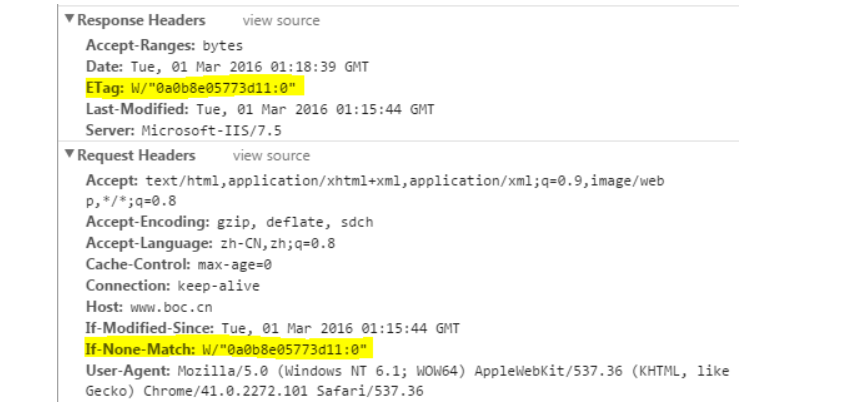 Response Headers view source
Accept-Ranges: bytes
Date: Tue, 01 Mar 2016 01:18:39 GMT
ETag: W/"0a0b8e05773d11:0"
Last-Modified: Tue, 01 Mar 2016 01:15:44 GMT
Server: Microsoft-IIS/7.5
Request Headers view source
Accept: text/html,application/xhtml+xml,application/xml;q=0.9,image/web
p,*/*;q=0.8
Accept-Encoding: gzip, deflate, sdch
Accept-Language: zh-CN,zh;q=0.8
Cache-Control: max-age=0
Connection: keep-alive
Host: www.boc.cn
If-Modified-Since: Tue, 01 Mar 2016 01:15:44 GMT
If-None-Match: W/"0a0b8e05773d11:0"
User-Agent: Mozilla/5.0 (Windows NT 6.1; WOW64) AppleWebKit/537.36 (KHTML, like
Gecko) Chrome/41.0.2272.101 Safari/537.36